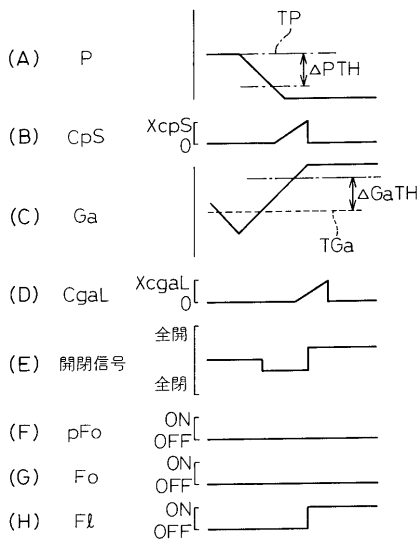 TP
(A) P
ΔPTH
(B) CpS XcpS
0
(C) Ga
ΔGaTH
TGa
(D) CgaL XcgaL
0
全開
(E) 開閉信号
全閉
(F) pFo ON
OFF
(G) Fo ON
OFF
(H) Fℓ ON
OFF